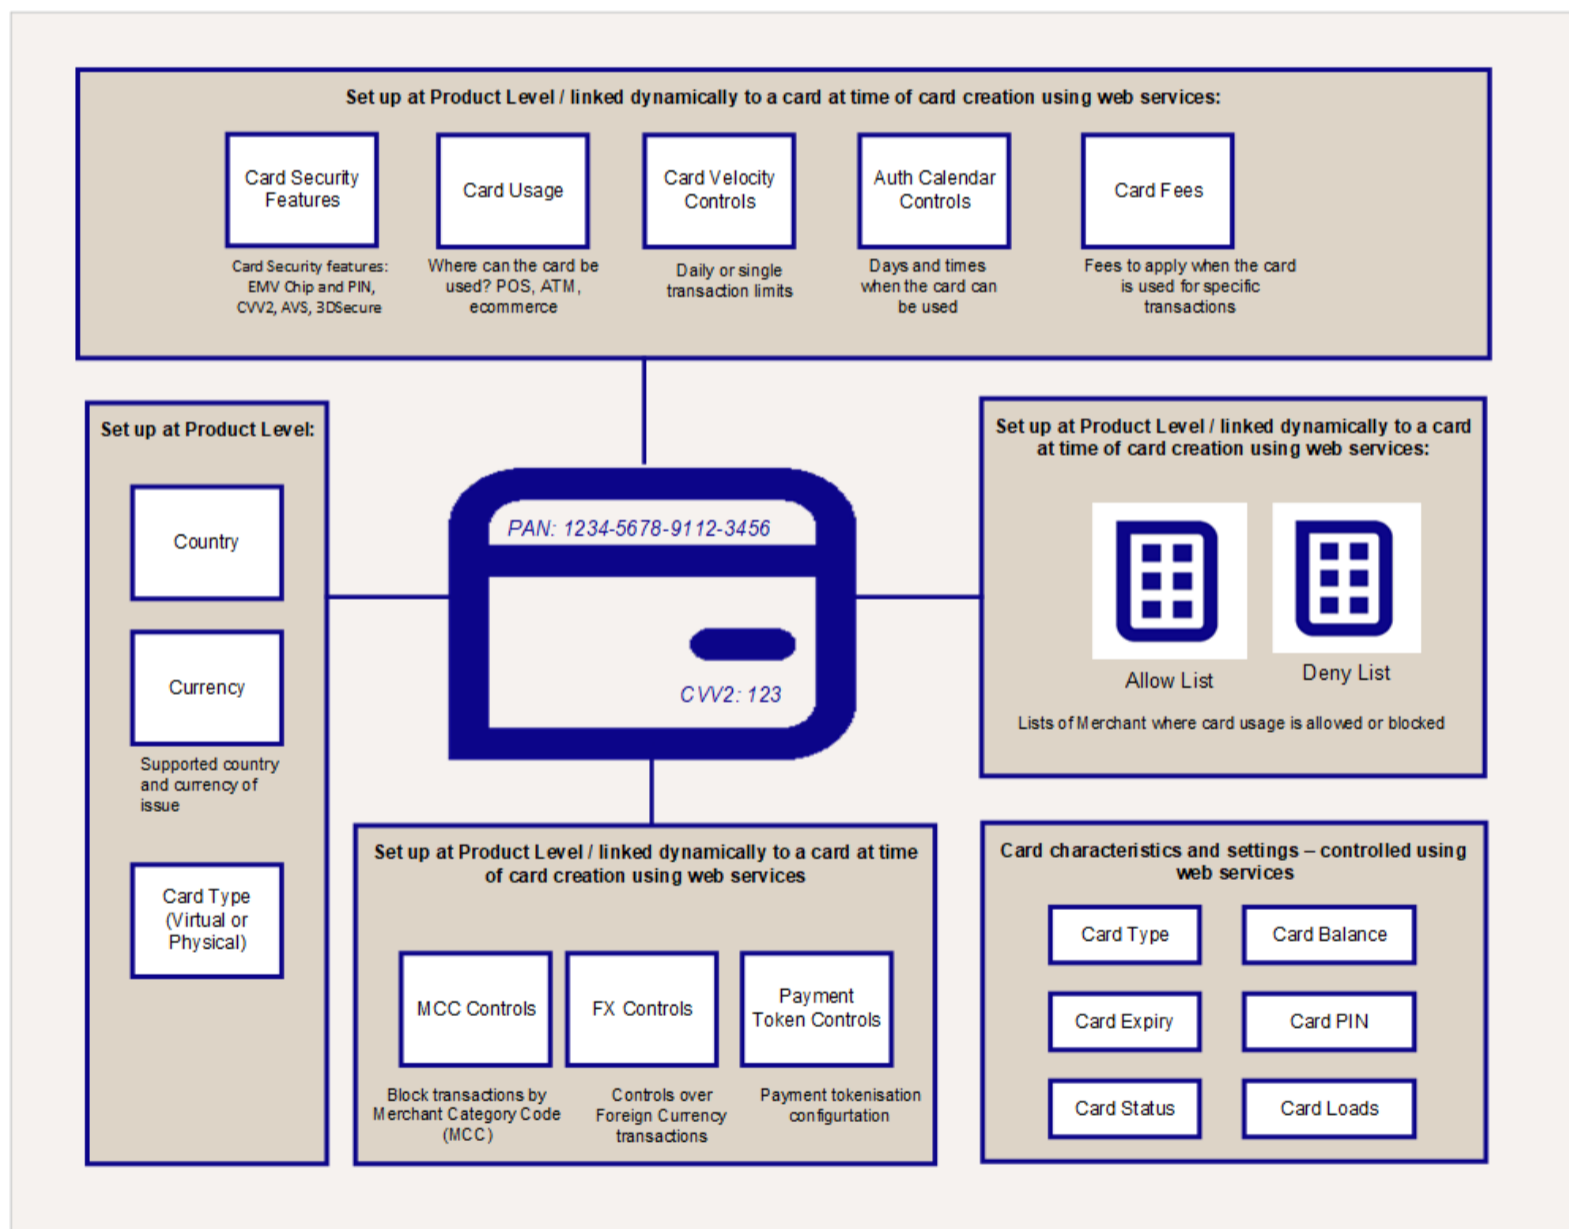 Set up at Product Level / linked dynamically to a card at time of card creation using web services:
Card Security
Features
Card Usage
Card Velocity
Controls
Auth Calendar
Controls
Card Fees
Card Security features:
EMV Chip and PIN,
CVV2, AVS, 3DSecure
Where can the card be
used? POS, ATM,
ecommerce
Daily or single
transaction limits
Days and times
when the card can
be used
Fees to apply when the card
is used for specific
transactions
Set up at Product Level:
Country
Currency
Supported country
and currency of
issue
Card Type
(Virtual or
Physical)
PAN: 1234-5678-9112-3456
CVV2: 123
Set up at Product Level / linked dynamically to a card
at time of card creation using web services:
Allow List
Deny List
Lists of Merchant where card usage is allowed or blocked
Set up at Product Level / linked dynamically to a card at time
of card creation using web services
MCC Controls
FX Controls
Payment
Token Controls
Block transactions by
Merchant Category Code
(MCC)
Controls over
Foreign Currency
transactions
Payment tokenisation
configurtation
Card characteristics and settings – controlled using
web services
Card Type
Card Balance
Card Expiry
Card PIN
Card Status
Card Loads